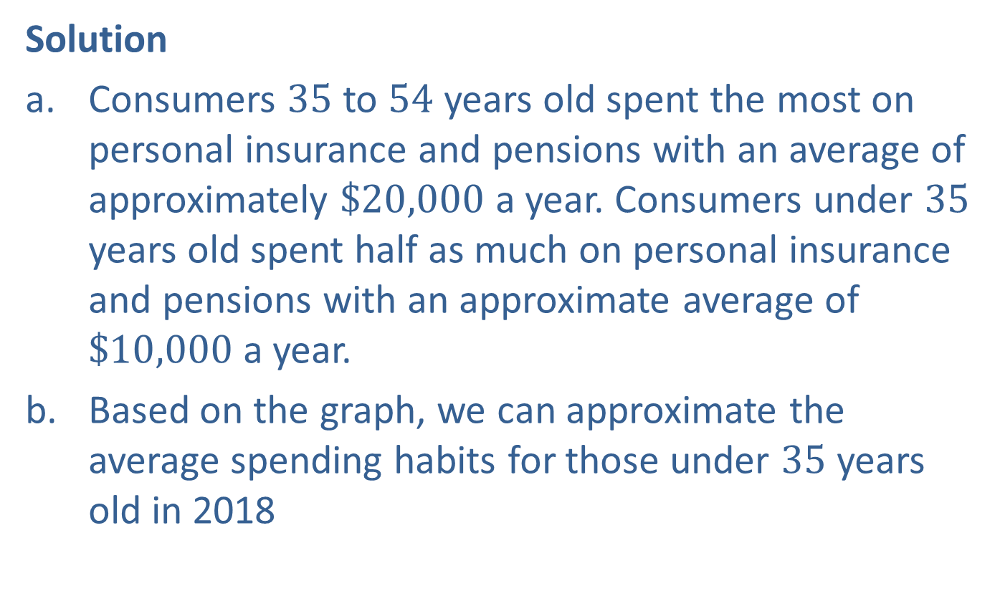 Solution
a. Consumers 35 to 54 years old spent the most on
personal insurance and pensions with an average of
approximately $20,000 a year. Consumers under 35
years old spent half as much on personal insurance
and pensions with an approximate average of
$10,000 a year.
b. Based on the graph, we can approximate the
average spending habits for those under 35 years
old in 2018